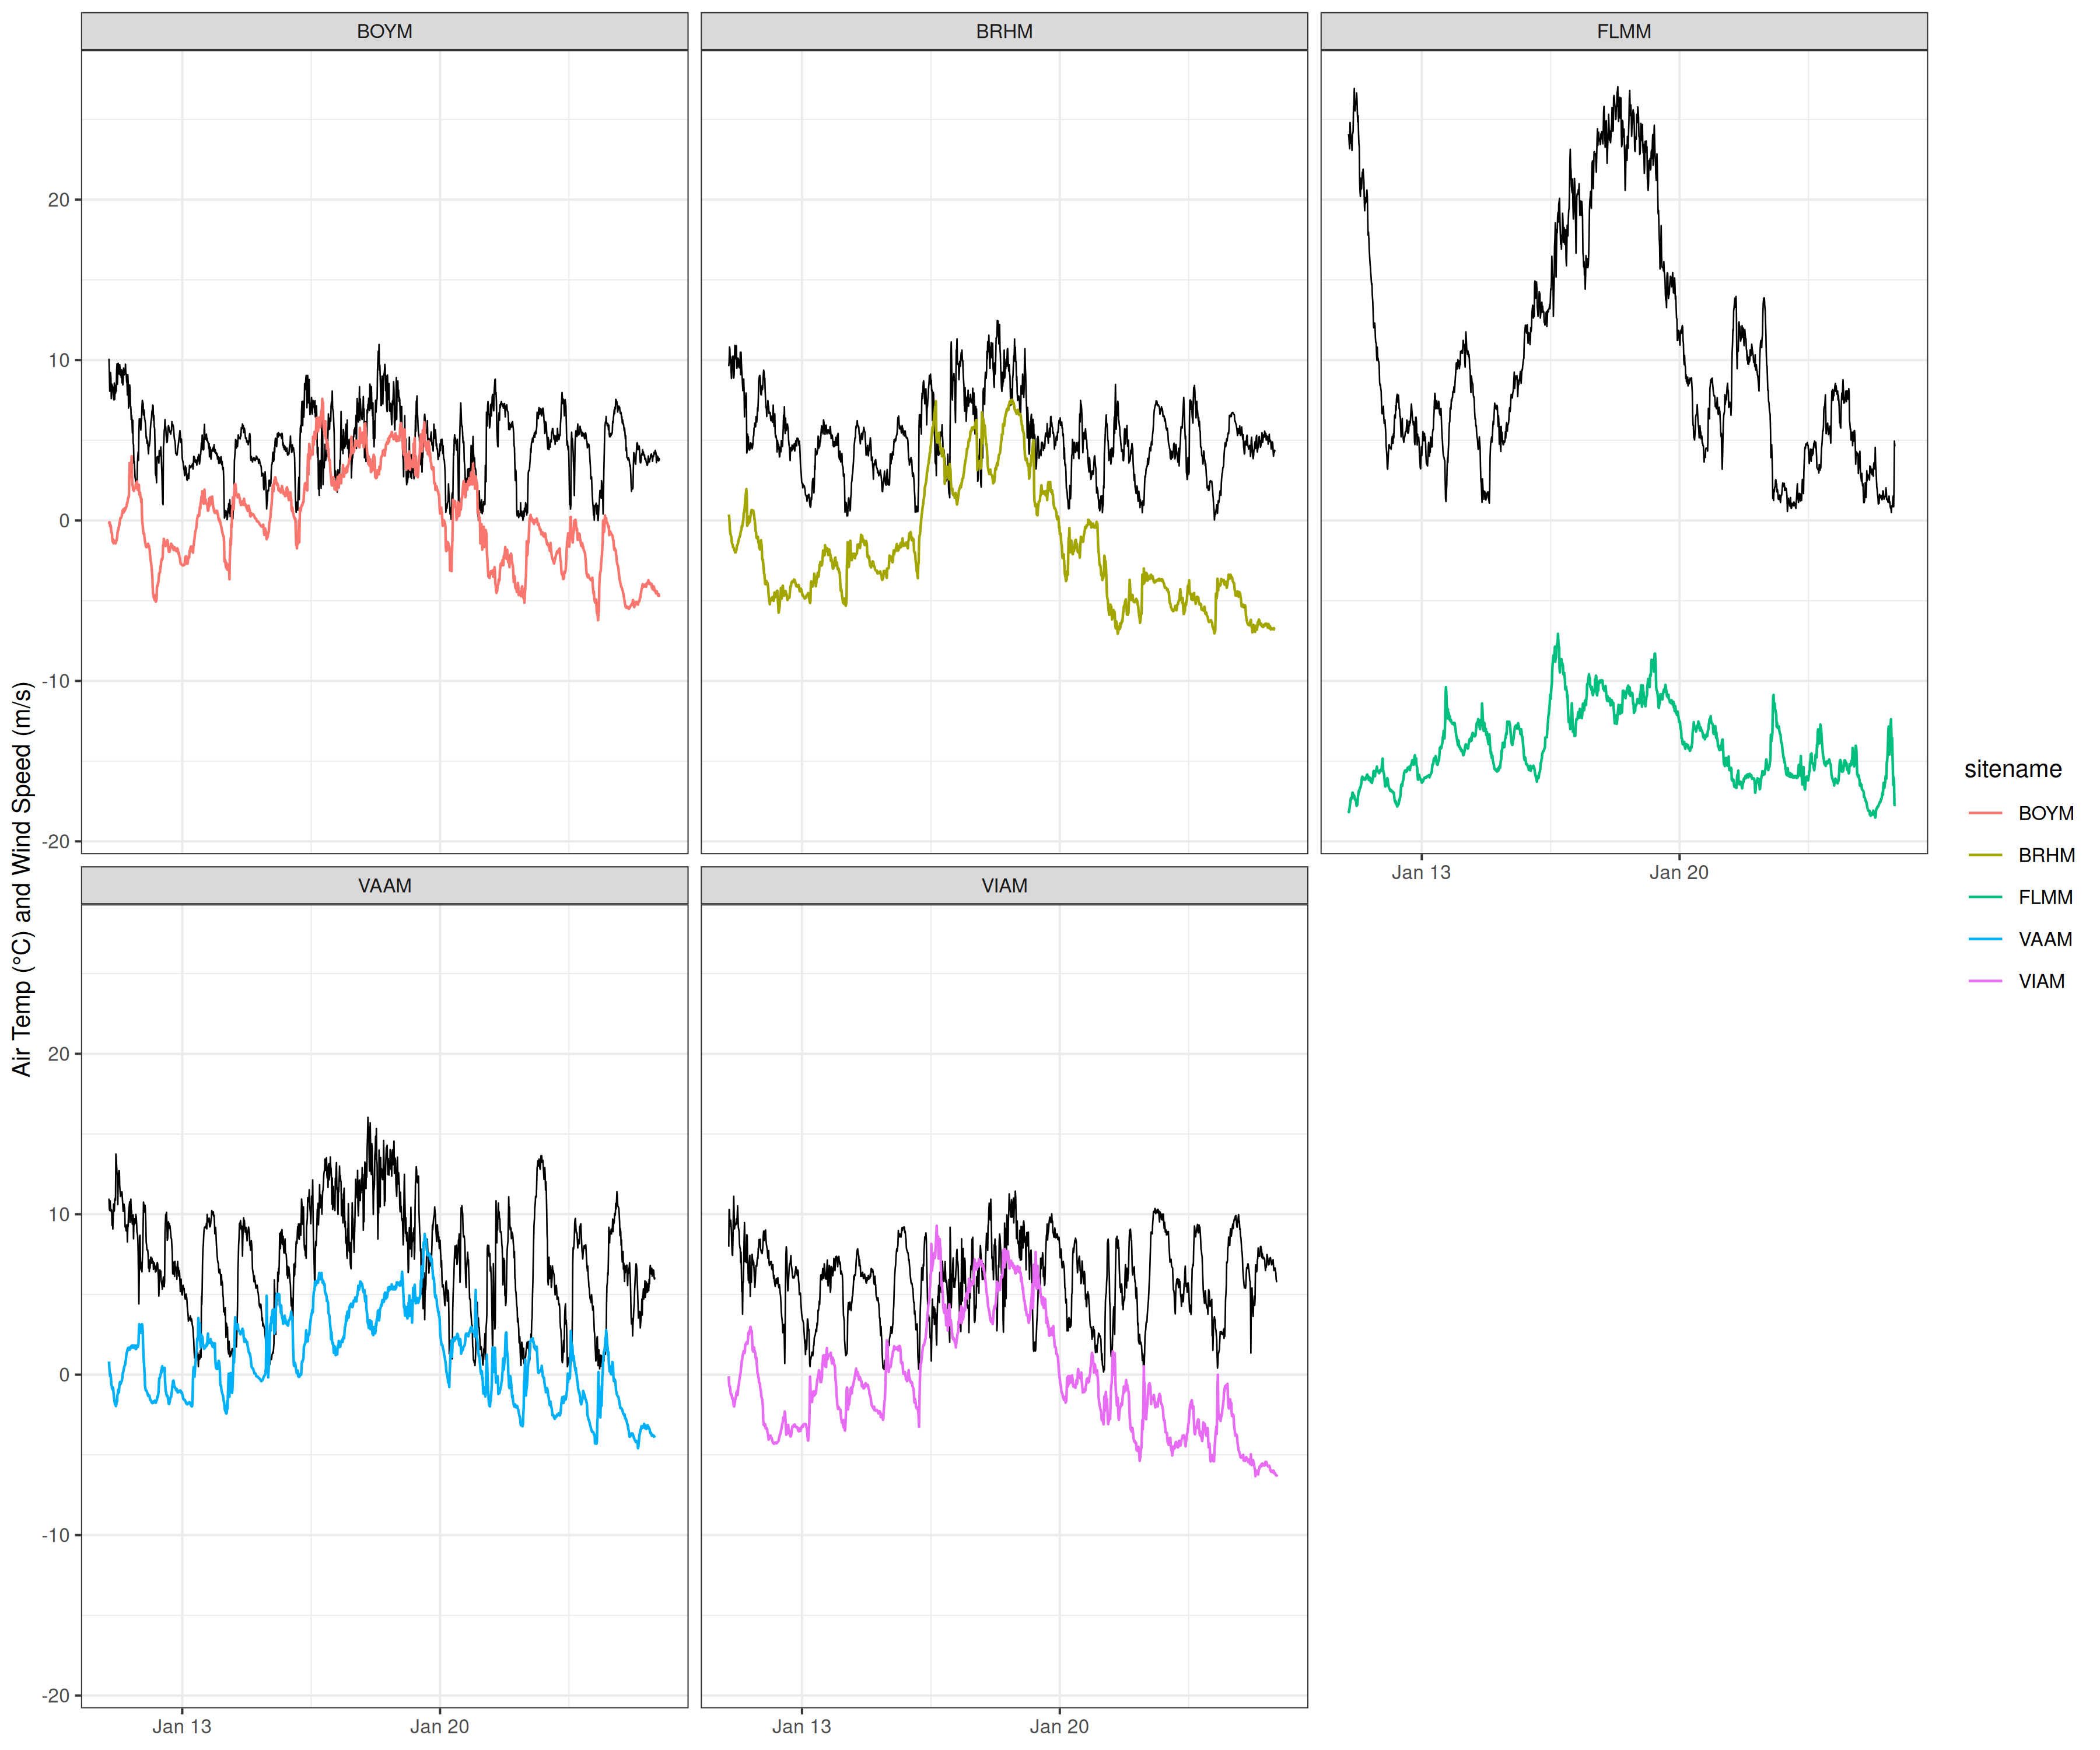 BOYM
BRHM
FLMM
20
10
0
-10
-20
Jan 13
Jan 20
Air Temp (°C) and Wind Speed (m/s)
VAAM
VIAM
20
10
0
-10
-20
Jan 13
Jan 20
Jan 13
Jan 20
sitename
BOYM
BRHM
FLMM
VAAM
VIAM